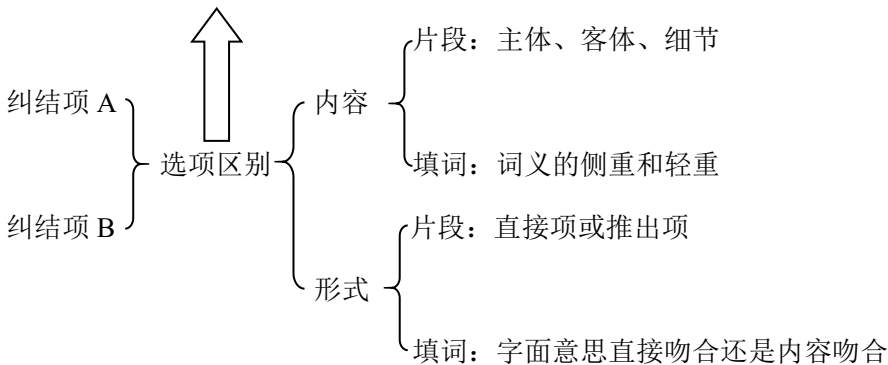 片段：主体、客体、细节
纠结项 A
内容
选项区别
填词：词义的侧重和轻重
纠结项 B
片段：直接项或推出项
形式
填词：字面意思直接吻合还是内容吻合